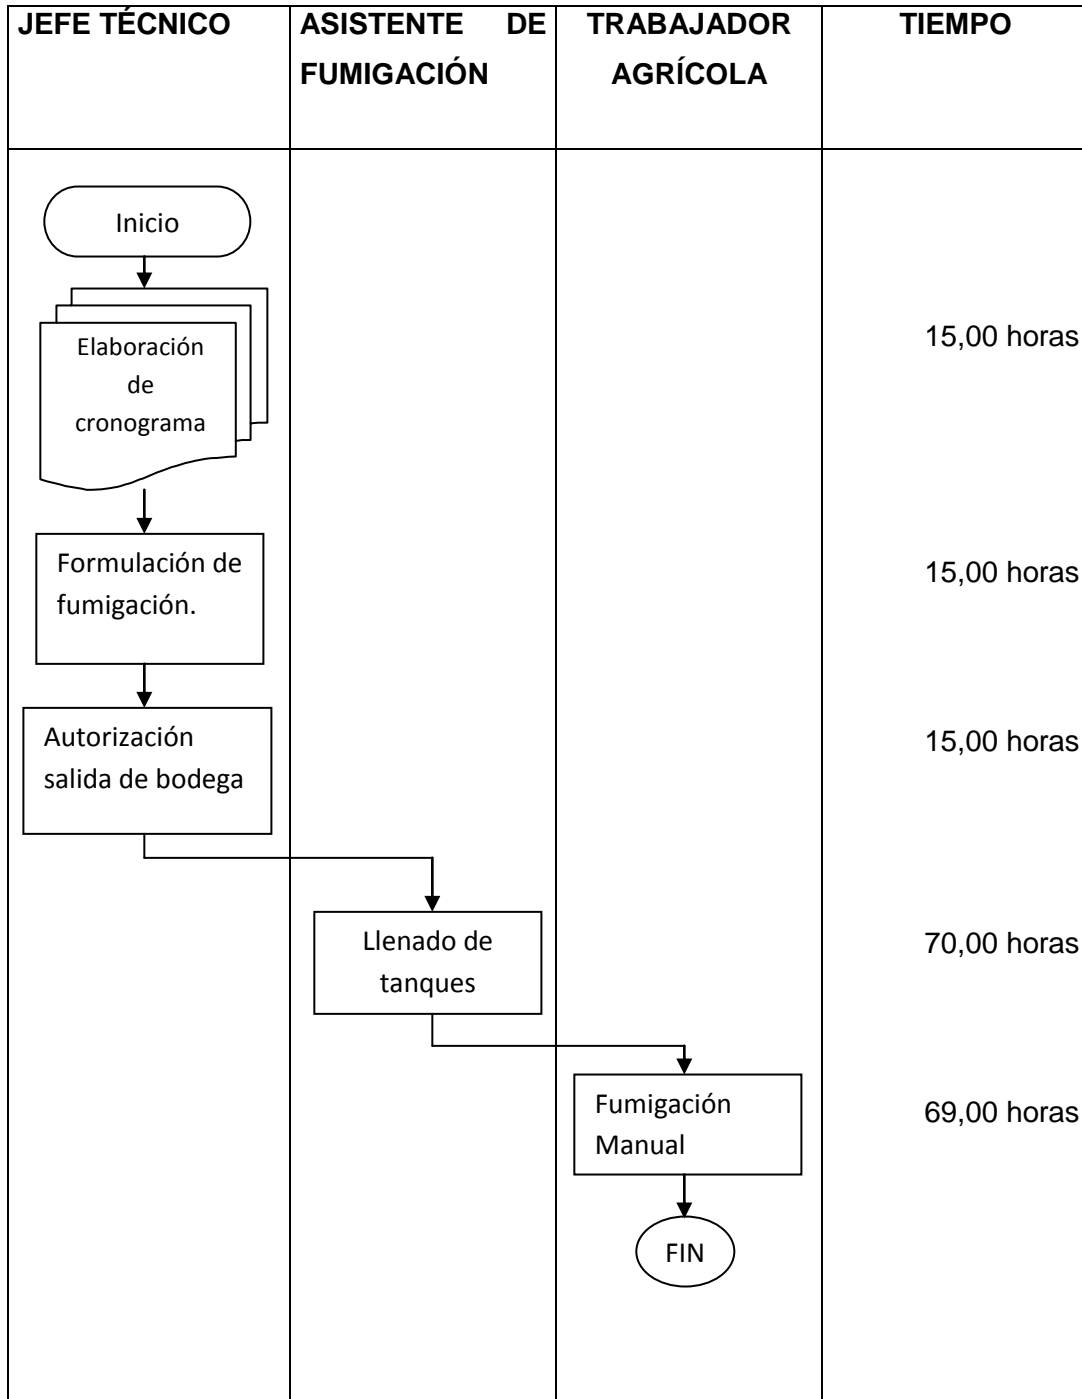 JEFE TÉCNICO
ASISTENTE DE
FUMIGACIÓN
TRABAJADOR
AGRÍCOLA
TIEMPO
Inicio
Elaboración
de
cronograma
15,00 horas
Formulación de
fumigación.
15,00 horas
Autorización
salida de bodega
15,00 horas
Llenado de
tanques
70,00 horas
Fumigación
Manual
69,00 horas
FIN